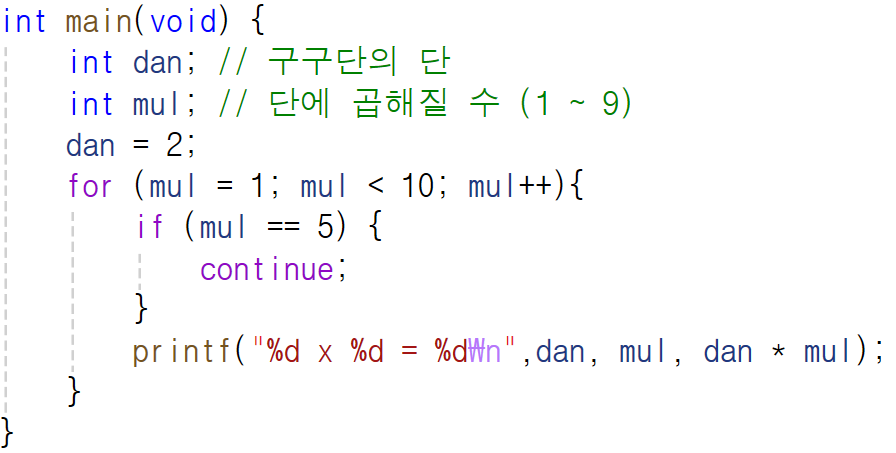 int main(void) {
int dan; // 구구단의 단
int mul; // 단에 곱해질 수 (1 ~ 9)
dan = 2;
for (mul = 1; mul < 10; mul++){
if (mul == 5) {
continue;
}
printf("%d x %d = %d₩n",dan, mul, dan * mul);
}
}